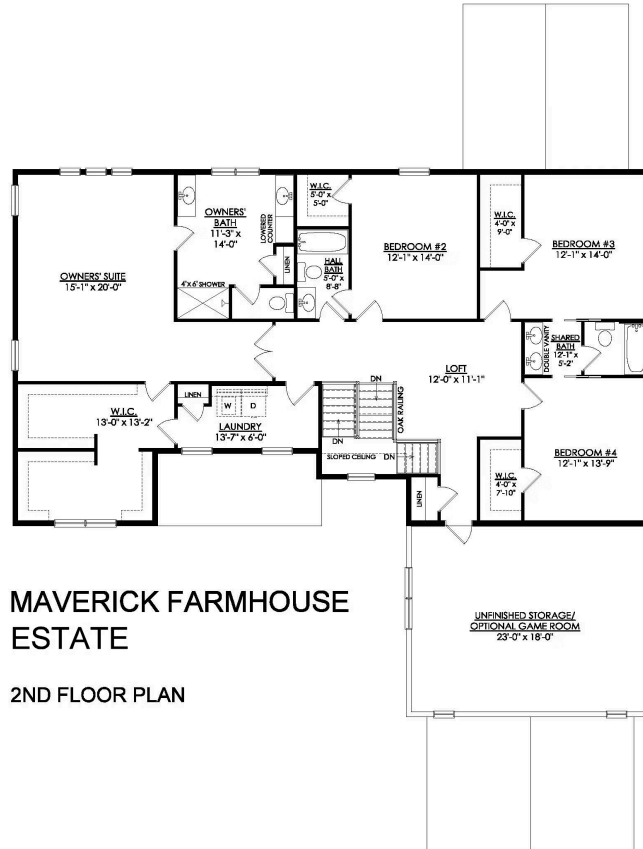 OWNERS' SUITE
15'-1" x 20'-0"
OWNERS'
BATH
11'-3" x
14'-0"
LOWERED
COUNTER
LINEN
4'x6' SHOWER
W.I.C.
5'-0" x
5'-0"
HALL
BATH
5'-0" x
8'-8"
BEDROOM #2
12'-1" x 14'-0"
W.I.C.
4'-0" x
9'-0"
BEDROOM #3
12'-1" x 14'-0"
DOUBLE VANITY
SHARED
BATH
12'-1" x
5'-2"
LOFT
12'-0" x 11'-1"
DN
OAK RAILING
DN
SLOPED CEILING
DN
LINEN
W
D
LAUNDRY
13'-7" x 6'-0"
W.I.C.
13'-0" x 13'-2"
W.I.C.
4'-0" x
7'-10"
BEDROOM #4
12'-1" x 13'-9"
LINEN
UNFINISHED STORAGE/
OPTIONAL GAME ROOM
23'-0" x 18'-0"
MAVERICK FARMHOUSE
ESTATE
2ND FLOOR PLAN